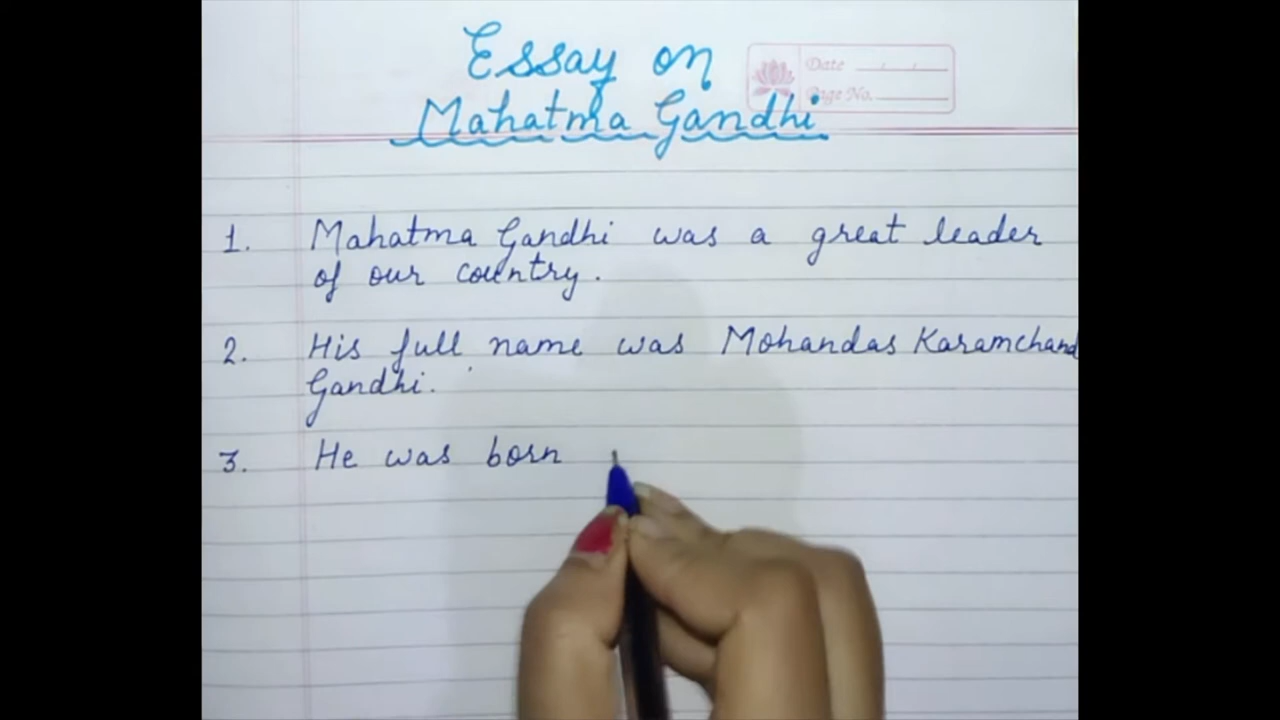 Essay on
Date
Page No.
Mahatma Gandhi
1. Mahatma Gandhi was a great leader
of our country.
2. His full name was Mohandas Karamchand
Gandhi.
3. He was born